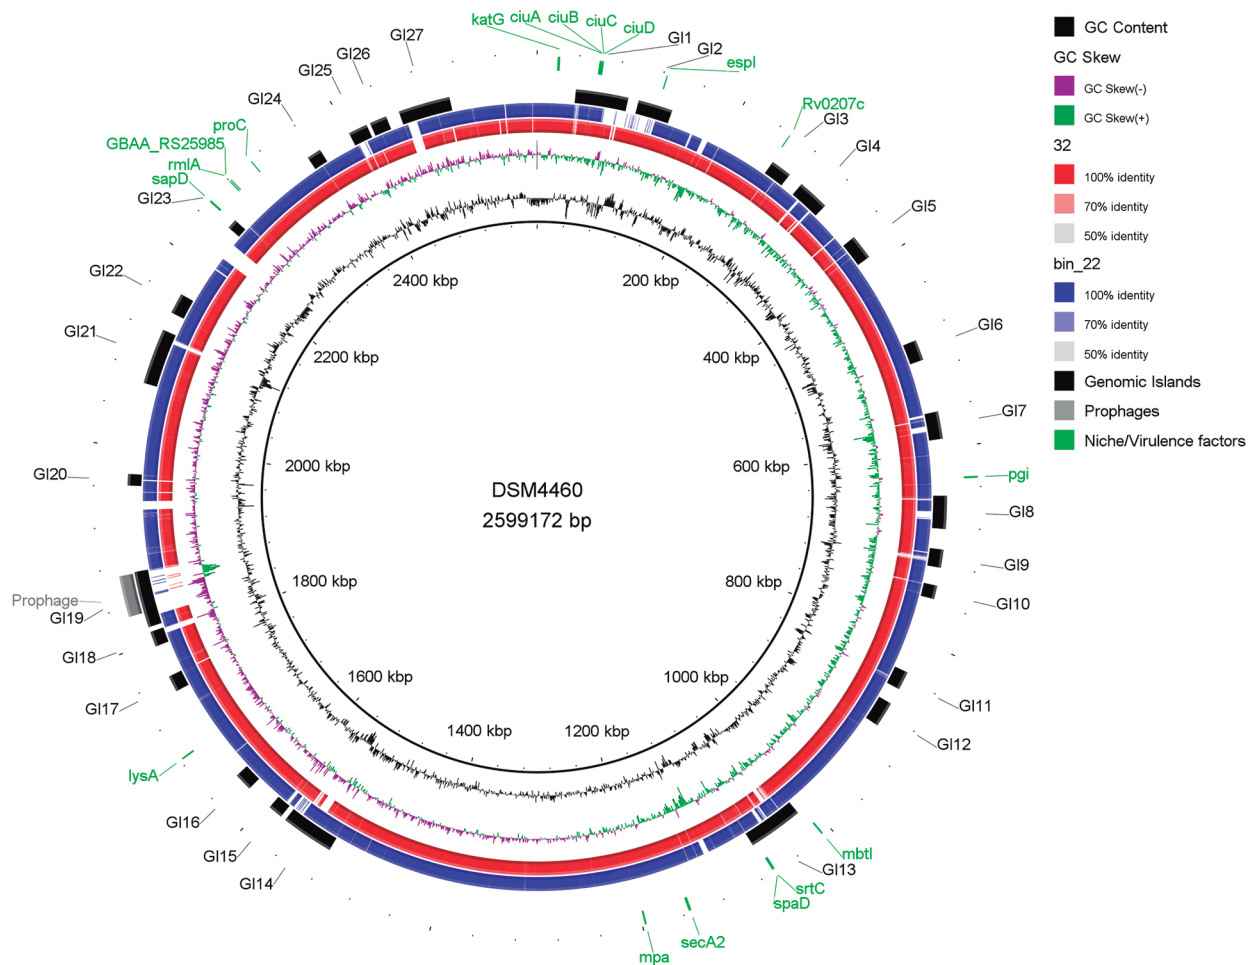 katG
ciuA
ciuB
ciuC
ciuD
GI1
GI2
espI
Rv0207c
GI3
GI4
GI5
GI6
GI7
pgi
GI8
GI9
GI10
GI11
GI12
mbtI
GI13
srtC
spaD
secA2
mpa
GI14
GI15
GI16
lysA
GI17
GI18
GI19
Prophage
GI20
GI21
GI22
GI23
sapD
rmlA
GBAA_RS25985
proC
GI24
GI25
GI26
GI27
200 kbp
400 kbp
600 kbp
800 kbp
1000 kbp
1200 kbp
1400 kbp
1600 kbp
1800 kbp
2000 kbp
2200 kbp
2400 kbp
DSM4460
2599172 bp
GC Content
GC Skew
GC Skew(-)
GC Skew(+)
32
100% identity
70% identity
50% identity
bin_22
100% identity
70% identity
50% identity
Genomic Islands
Prophages
Niche/Virulence factors